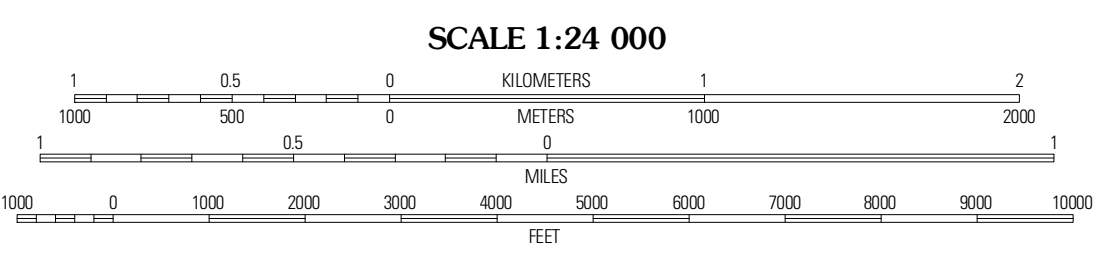 SCALE 1:24 000
1 0.5 0 KILOMETERS 1 2
1000 500 0 METERS 1000 2000
1 0.5 0 1
MILES
1000 0 1000 2000 3000 4000 5000 6000 7000 8000 9000 10000
FEET